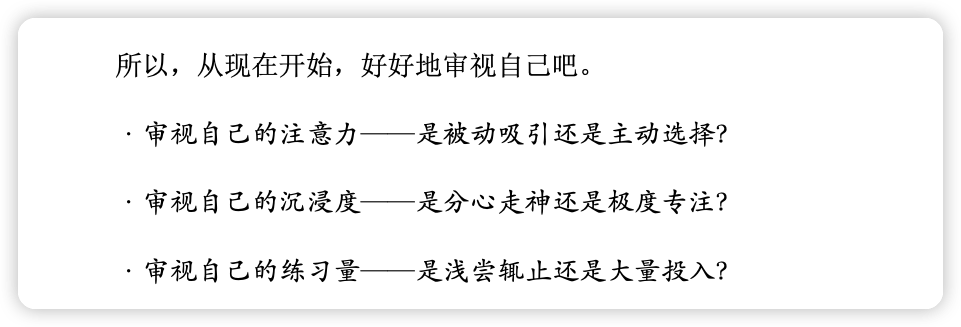 所以，从现在开始，好好地审视自己吧。
· 审视自己的注意力——是被动吸引还是主动选择?
· 审视自己的沉浸度——是分心走神还是极度专注?
· 审视自己的练习量——是浅尝辄止还是大量投入?